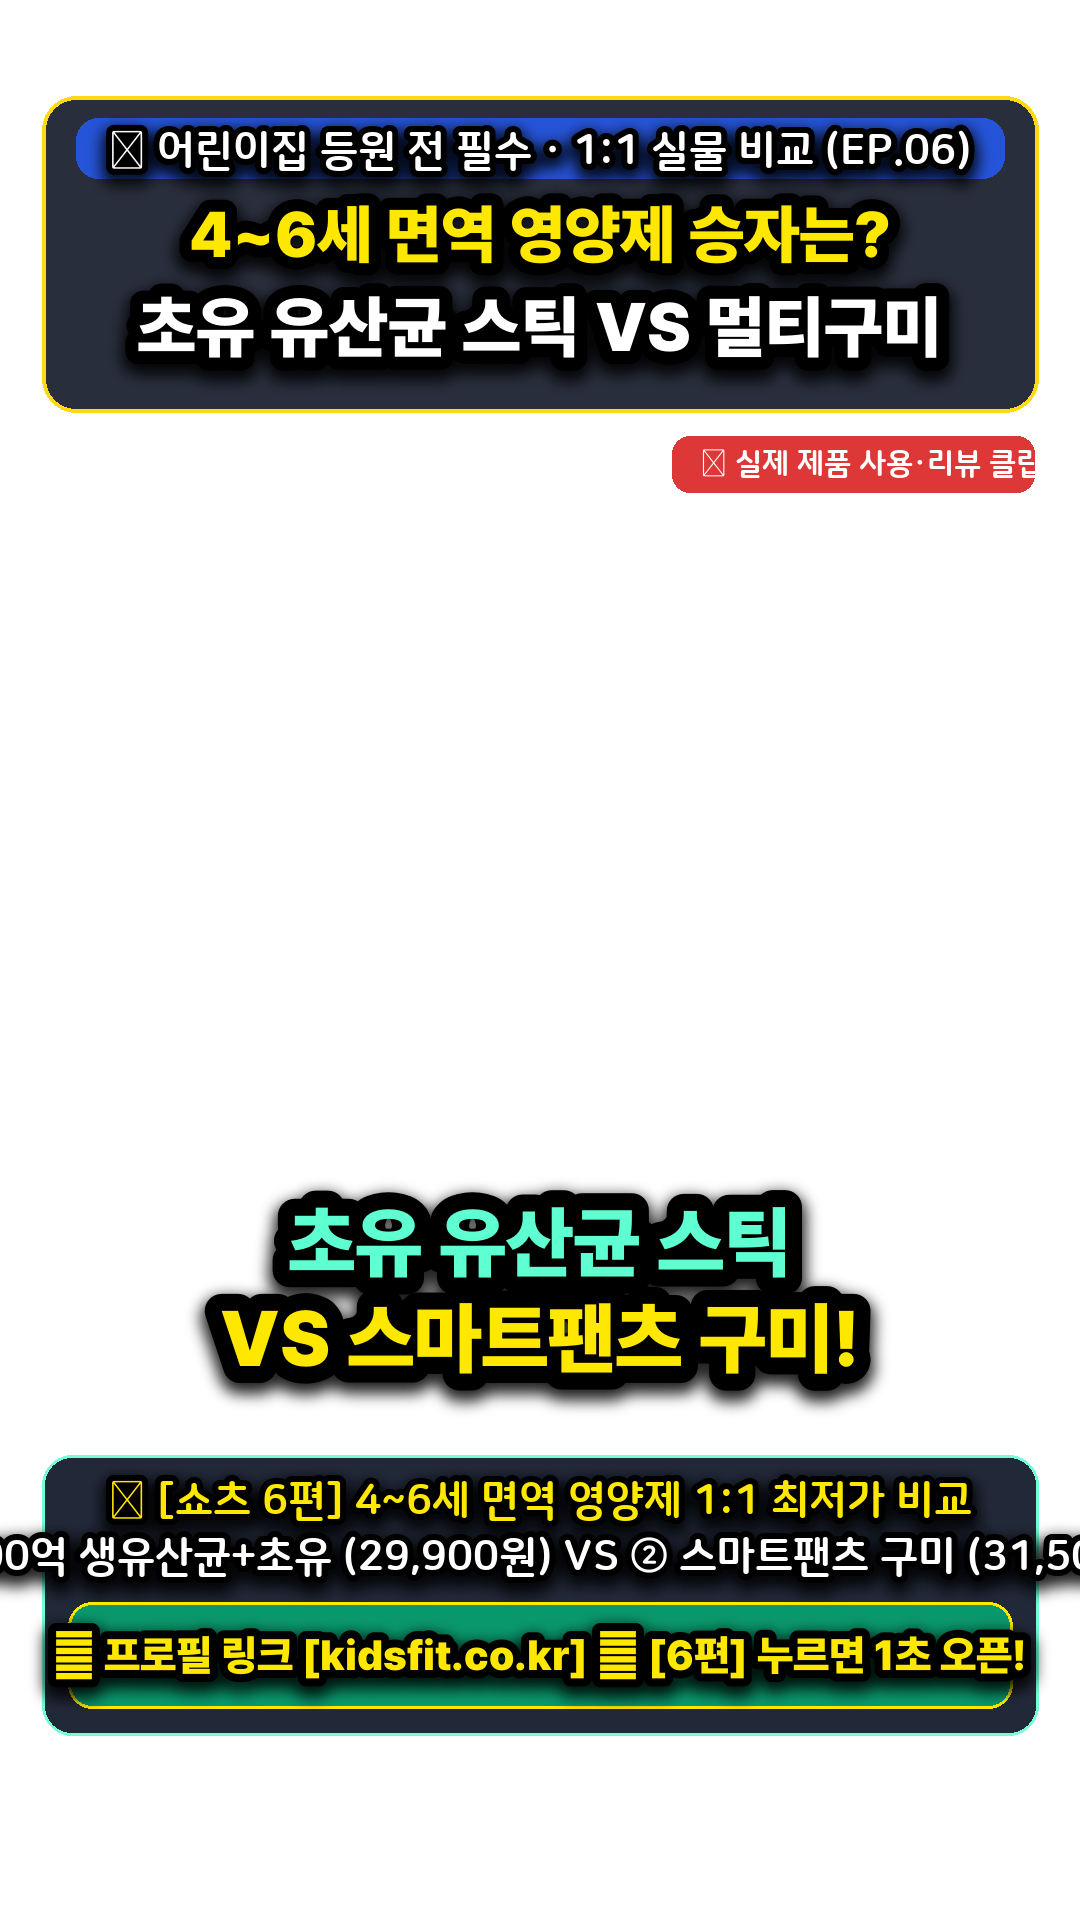 어린이집 등원 전 필수 · 1:1 실물 비교 (EP.06)
4~6세 면역 영양제 승자는?
초유 유산균 스틱 VS 멀티구미
실제 제품 사용·리뷰 클립
초유 유산균 스틱
VS 스마트팬츠 구미!
[쇼츠 6편] 4~6세 면역 영양제 1:1 최저가 비교
생유산균+초유 (29,900원) VS ② 스마트팬츠 구미
프로필 링크 [kidsfit.co.kr] [6편] 누르면 1초 오픈!